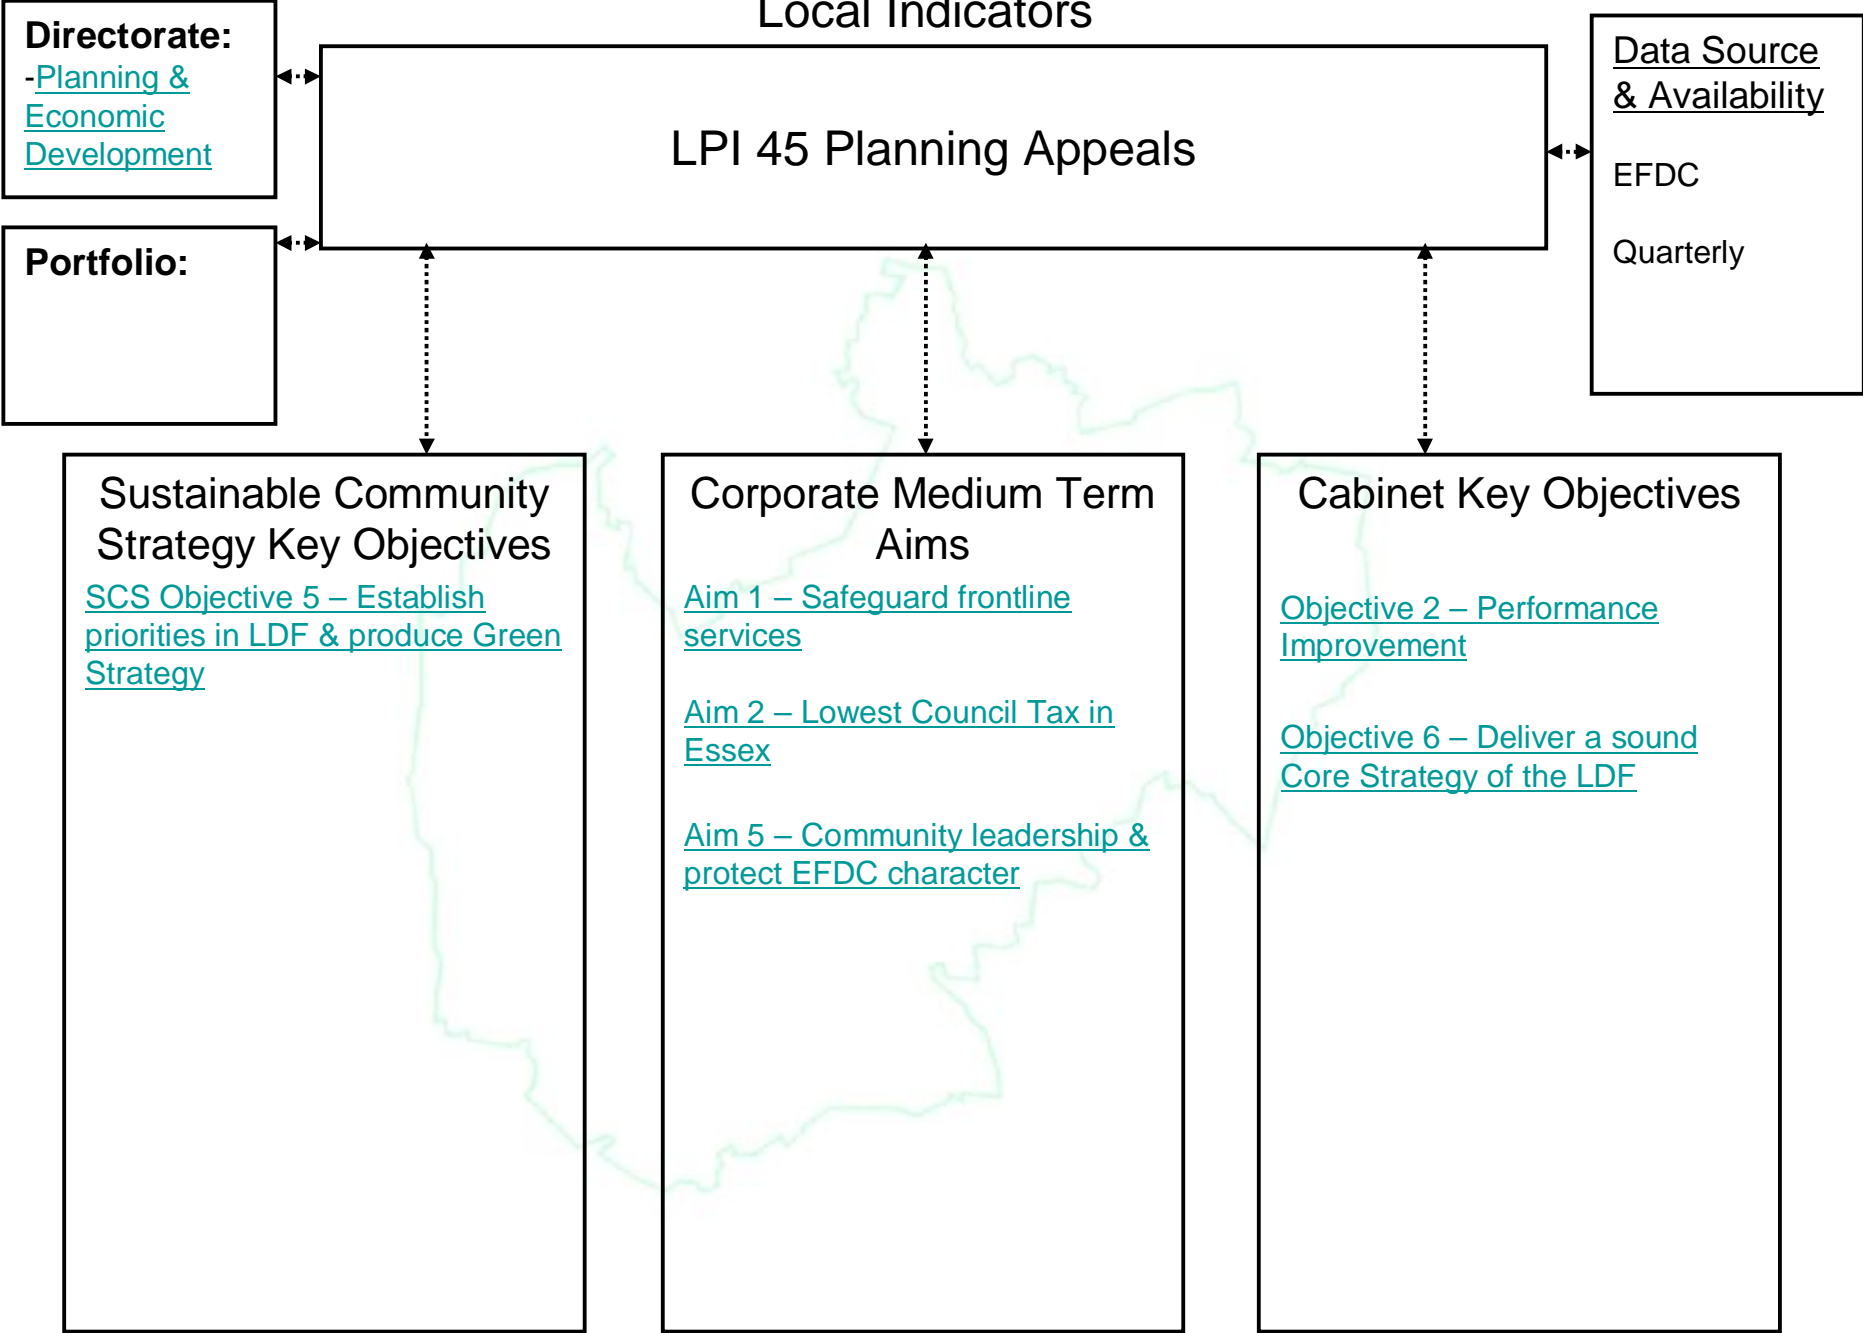 Local Indicators
Directorate:
-Planning &
Economic
Development
LPI 45 Planning Appeals
Data Source
& Availability
EFDC
Quarterly
Portfolio:
Sustainable Community
Strategy Key Objectives
SCS Objective 5 – Establish
priorities in LDF & produce Green
Strategy
Corporate Medium Term
Aims
Aim 1 – Safeguard frontline
services
Aim 2 – Lowest Council Tax in
Essex
Aim 5 – Community leadership &
protect EFDC character
Cabinet Key Objectives
Objective 2 – Performance
Improvement
Objective 6 – Deliver a sound
Core Strategy of the LDF